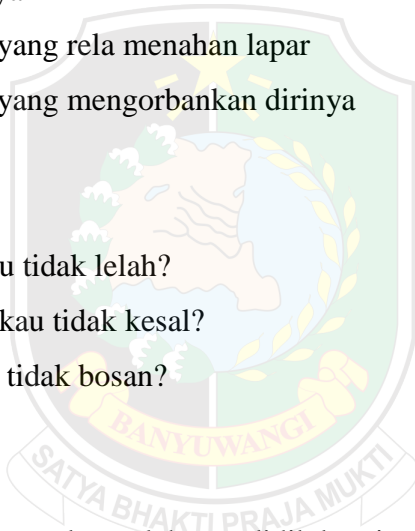 yang rela menahan lapar
yang mengorbankan dirinya
u tidak lelah?
kau tidak kesal?
tidak bosan?
BANYUWANGI
SATYA BHAKTI PRAJA MUKTI